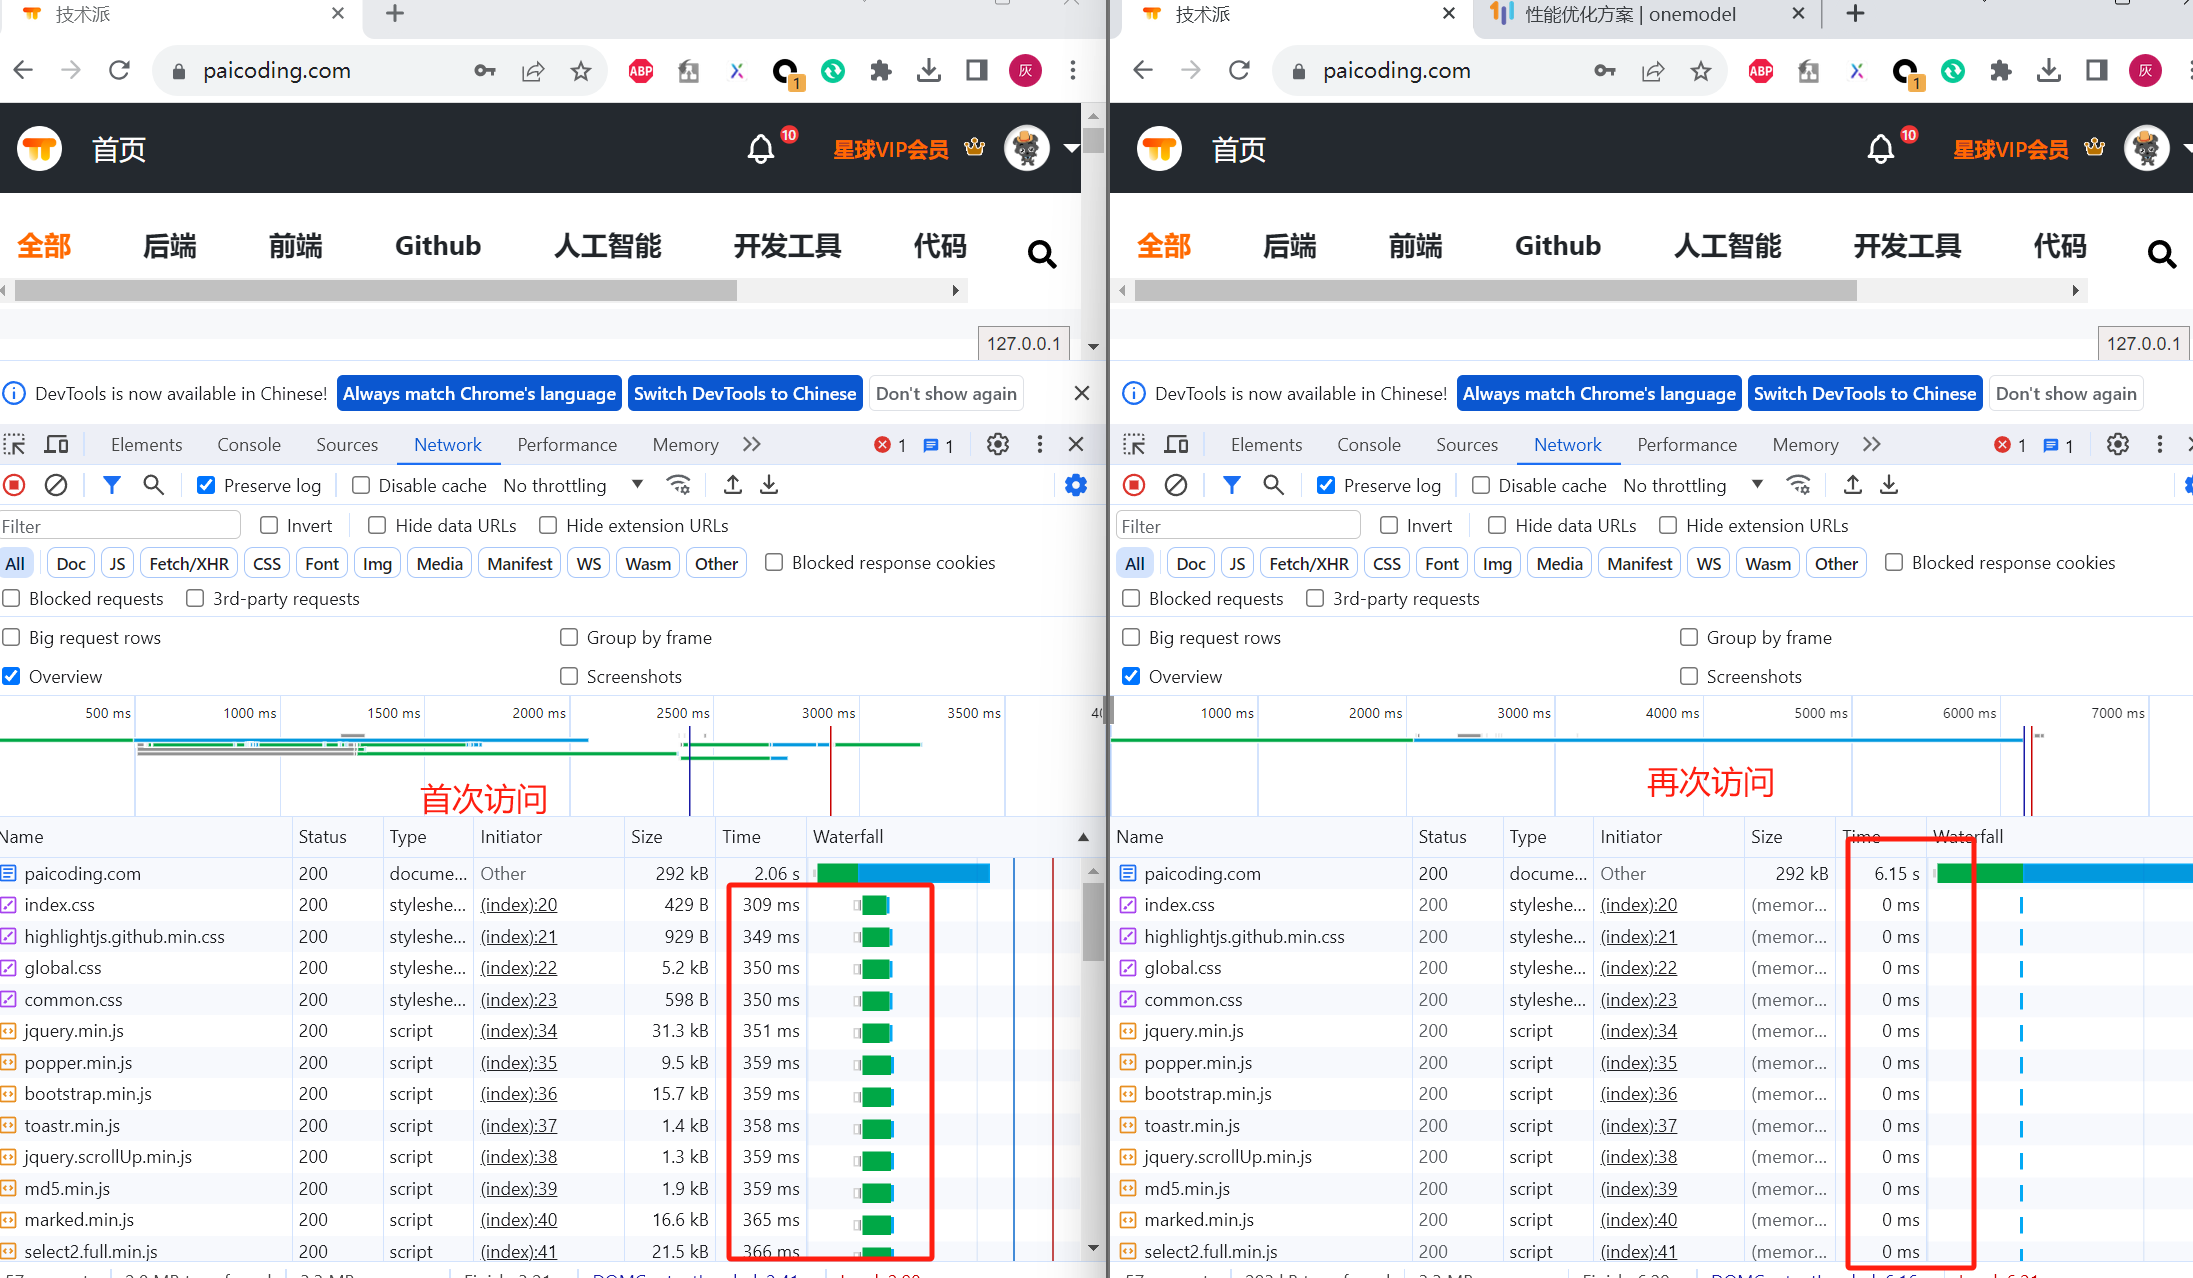 技术派
paicoding.com
ABP
1
灰
首页
10
星球VIP会员
全部 后端 前端 Github 人工智能 开发工具 代码
127.0.0.1
DevTools is now available in Chinese! Always match Chrome's language Switch DevTools to Chinese Don't show again
Elements Console Sources Network Performance Memory 1 1
Preserve log Disable cache No throttling
Filter Invert Hide data URLs Hide extension URLs
All Doc JS Fetch/XHR CSS Font Img Media Manifest WS Wasm Other Blocked response cookies
Blocked requests 3rd-party requests
Big request rows Group by frame
Overview Screenshots
500 ms 1000 ms 1500 ms 2000 ms 2500 ms 3000 ms 3500 ms
首次访问
Name Status Type Initiator Size Time Waterfall
paicoding.com 200 docume... Other 292 kB 2.06 s
index.css 200 styleshe... (index):20 429 B 309 ms
highlightjs.github.min.css 200 styleshe... (index):21 929 B 349 ms
global.css 200 styleshe... (index):22 5.2 kB 350 ms
common.css 200 styleshe... (index):23 598 B 350 ms
jquery.min.js 200 script (index):34 31.3 kB 351 ms
popper.min.js 200 script (index):35 9.5 kB 359 ms
bootstrap.min.js 200 script (index):36 15.7 kB 359 ms
toastr.min.js 200 script (index):37 1.4 kB 358 ms
jquery.scrollUp.min.js 200 script (index):38 1.3 kB 359 ms
md5.min.js 200 script (index):39 1.9 kB 359 ms
marked.min.js 200 script (index):40 16.6 kB 365 ms
select2.full.min.js 200 script (index):41 21.5 kB 366 ms
技术派 性能优化方案 | onemodel
paicoding.com
ABP
1
灰
首页
10
星球VIP会员
全部 后端 前端 Github 人工智能 开发工具 代码
127.0.0.1
DevTools is now available in Chinese! Always match Chrome's language Switch DevTools to Chinese Don't show again
Elements Console Sources Network Performance Memory 1 1
Preserve log Disable cache No throttling
Filter Invert Hide data URLs Hide extension URLs
All Doc JS Fetch/XHR CSS Font Img Media Manifest WS Wasm Other Blocked response cookies
Blocked requests 3rd-party requests
Big request rows Group by frame
Overview Screenshots
1000 ms 2000 ms 3000 ms 4000 ms 5000 ms 6000 ms 7000 ms
再次访问
Name Status Type Initiator Size Time Waterfall
paicoding.com 200 docume... Other 292 kB 6.15 s
index.css 200 styleshe... (index):20 (memor... 0 ms
highlightjs.github.min.css 200 styleshe... (index):21 (memor... 0 ms
global.css 200 styleshe... (index):22 (memor... 0 ms
common.css 200 styleshe... (index):23 (memor... 0 ms
jquery.min.js 200 script (index):34 (memor... 0 ms
popper.min.js 200 script (index):35 (memor... 0 ms
bootstrap.min.js 200 script (index):36 (memor... 0 ms
toastr.min.js 200 script (index):37 (memor... 0 ms
jquery.scrollUp.min.js 200 script (index):38 (memor... 0 ms
md5.min.js 200 script (index):39 (memor... 0 ms
marked.min.js 200 script (index):40 (memor... 0 ms
select2.full.min.js 200 script (index):41 (memor... 0 ms